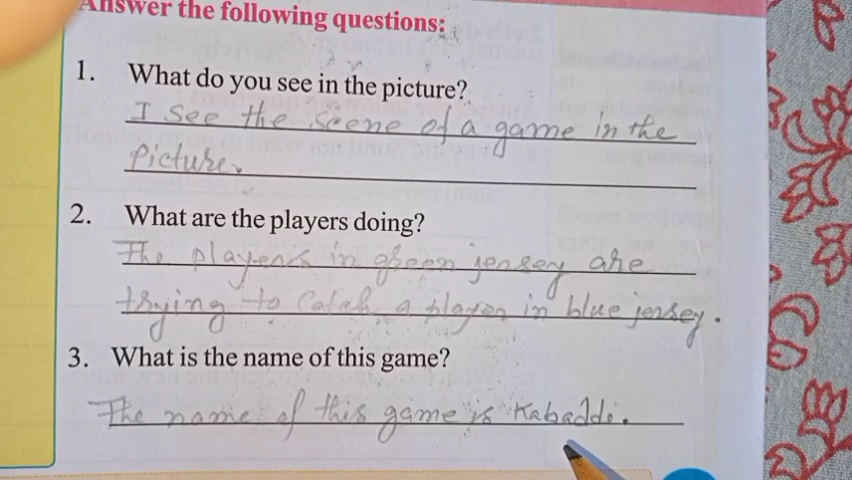 Answer the following questions:
1. What do you see in the picture?
I see the scene of a game in the
picture.
2. What are the players doing?
The players in green jersey are
trying to catch a player in blue jersey.
3. What is the name of this game?
The name of this game is Kabaddi.